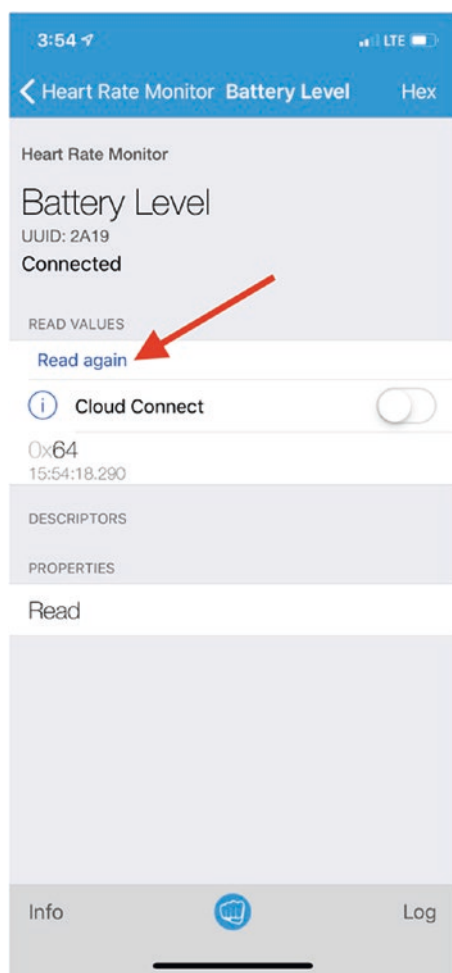 3:54 LTE
Heart Rate Monitor Battery Level Hex
Heart Rate Monitor
Battery Level
UUID: 2A19
Connected
READ VALUES
Read again
i Cloud Connect
0x64
15:54:18.290
DESCRIPTORS
PROPERTIES
Read
Info Log